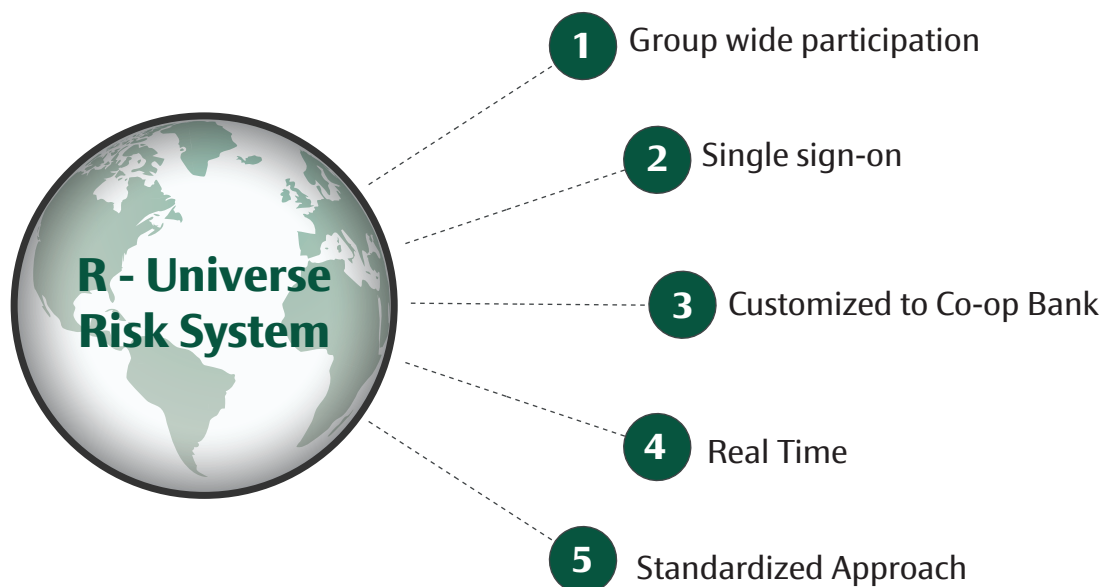 1
Group wide participation
2
Single sign-on
R - Universe
Risk System
3
Customized to Co-op Bank
4
Real Time
5
Standardized Approach